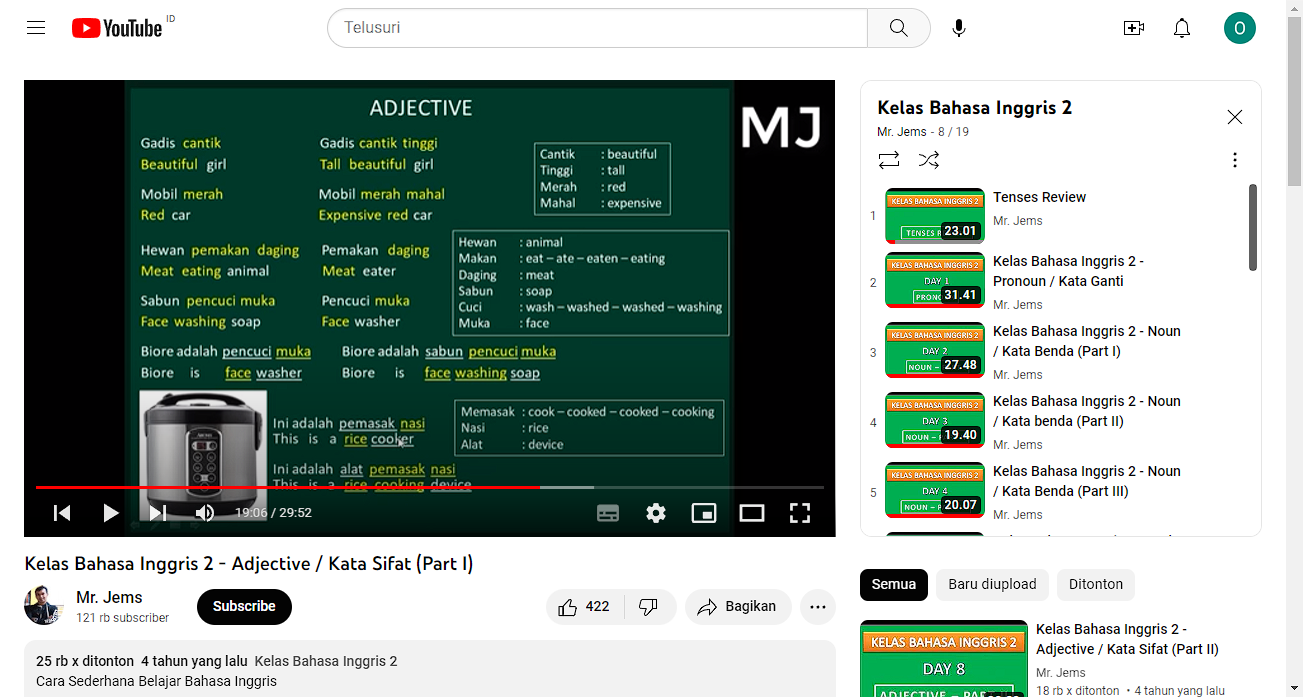 YouTube ID
Telusuri
O
ADJECTIVE
MJ
Gadis cantik
Beautiful girl
Gadis cantik tinggi
Tall beautiful girl
Cantik : beautiful
Tinggi : tall
Merah : red
Mahal : expensive
Mobil merah
Red car
Mobil merah mahal
Expensive red car
Hewan pemakan daging
Meat eating animal
Pemakan daging
Meat eater
Hewan : animal
Makan : eat – ate – eaten – eating
Daging : meat
Sabun : soap
Cuci : wash – washed – washed – washing
Muka : face
Sabun pencuci muka
Face washing soap
Pencuci muka
Face washer
Biore adalah pencuci muka
Biore is face washer
Biore adalah sabun pencuci muka
Biore is face washing soap
Ini adalah pemasak nasi
This is a rice cooker
Memasak : cook – cooked – cooked – cooking
Nasi : rice
Alat : device
Ini adalah alat pemasak nasi
This is a rice cooking device
19:06 / 29:52
Kelas Bahasa Inggris 2 - Adjective / Kata Sifat (Part I)
Mr. Jems
121 rb subscriber
Subscribe
422
Bagikan
25 rb x ditonton 4 tahun yang lalu Kelas Bahasa Inggris 2
Cara Sederhana Belajar Bahasa Inggris
Kelas Bahasa Inggris 2
Mr. Jems - 8 / 19
1
KELAS BAHASA INGGRIS 2
TENSES R
23.01
Tenses Review
Mr. Jems
2
KELAS BAHASA INGGRIS 2
DAY 1
PRONO
31.41
Kelas Bahasa Inggris 2 -
Pronoun / Kata Ganti
Mr. Jems
3
KELAS BAHASA INGGRIS 2
DAY 2
NOUN –
27.48
Kelas Bahasa Inggris 2 - Noun
/ Kata Benda (Part I)
Mr. Jems
4
KELAS BAHASA INGGRIS 2
DAY 3
NOUN –
19.40
Kelas Bahasa Inggris 2 - Noun
/ Kata benda (Part II)
Mr. Jems
5
KELAS BAHASA INGGRIS 2
DAY 4
NOUN –
20.07
Kelas Bahasa Inggris 2 - Noun
/ Kata Benda (Part III)
Mr. Jems
Semua
Baru diupload
Ditonton
KELAS BAHASA INGGRIS 2
DAY 8
ADJECTIVE – PAR
Kelas Bahasa Inggris 2 -
Adjective / Kata Sifat (Part II)
Mr. Jems
18 rb x ditonton • 4 tahun yang lalu